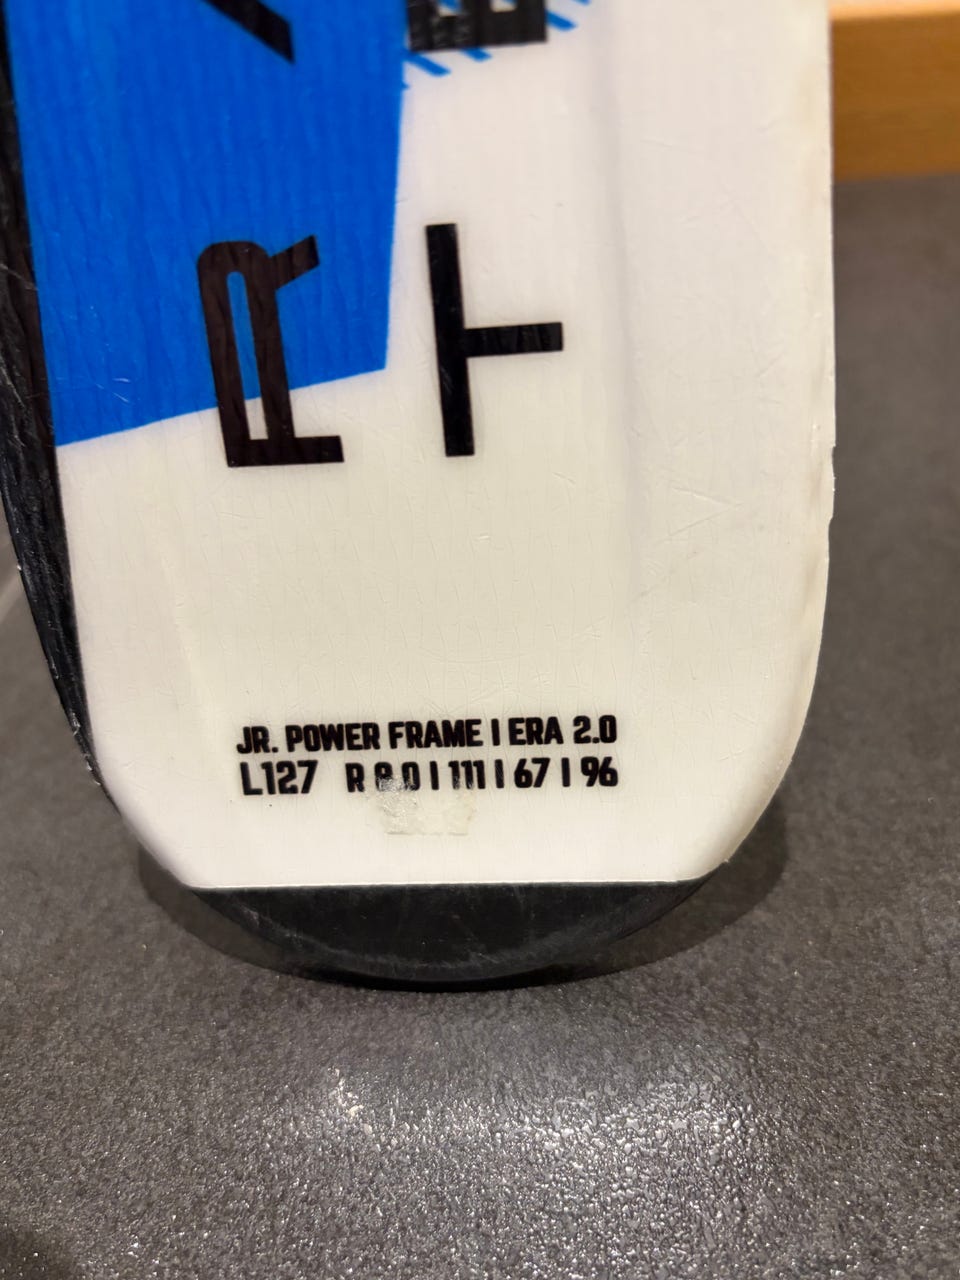 R
T
JR. POWER FRAME | ERA 2.0
L127 R 8.0 | 111 | 67 | 96